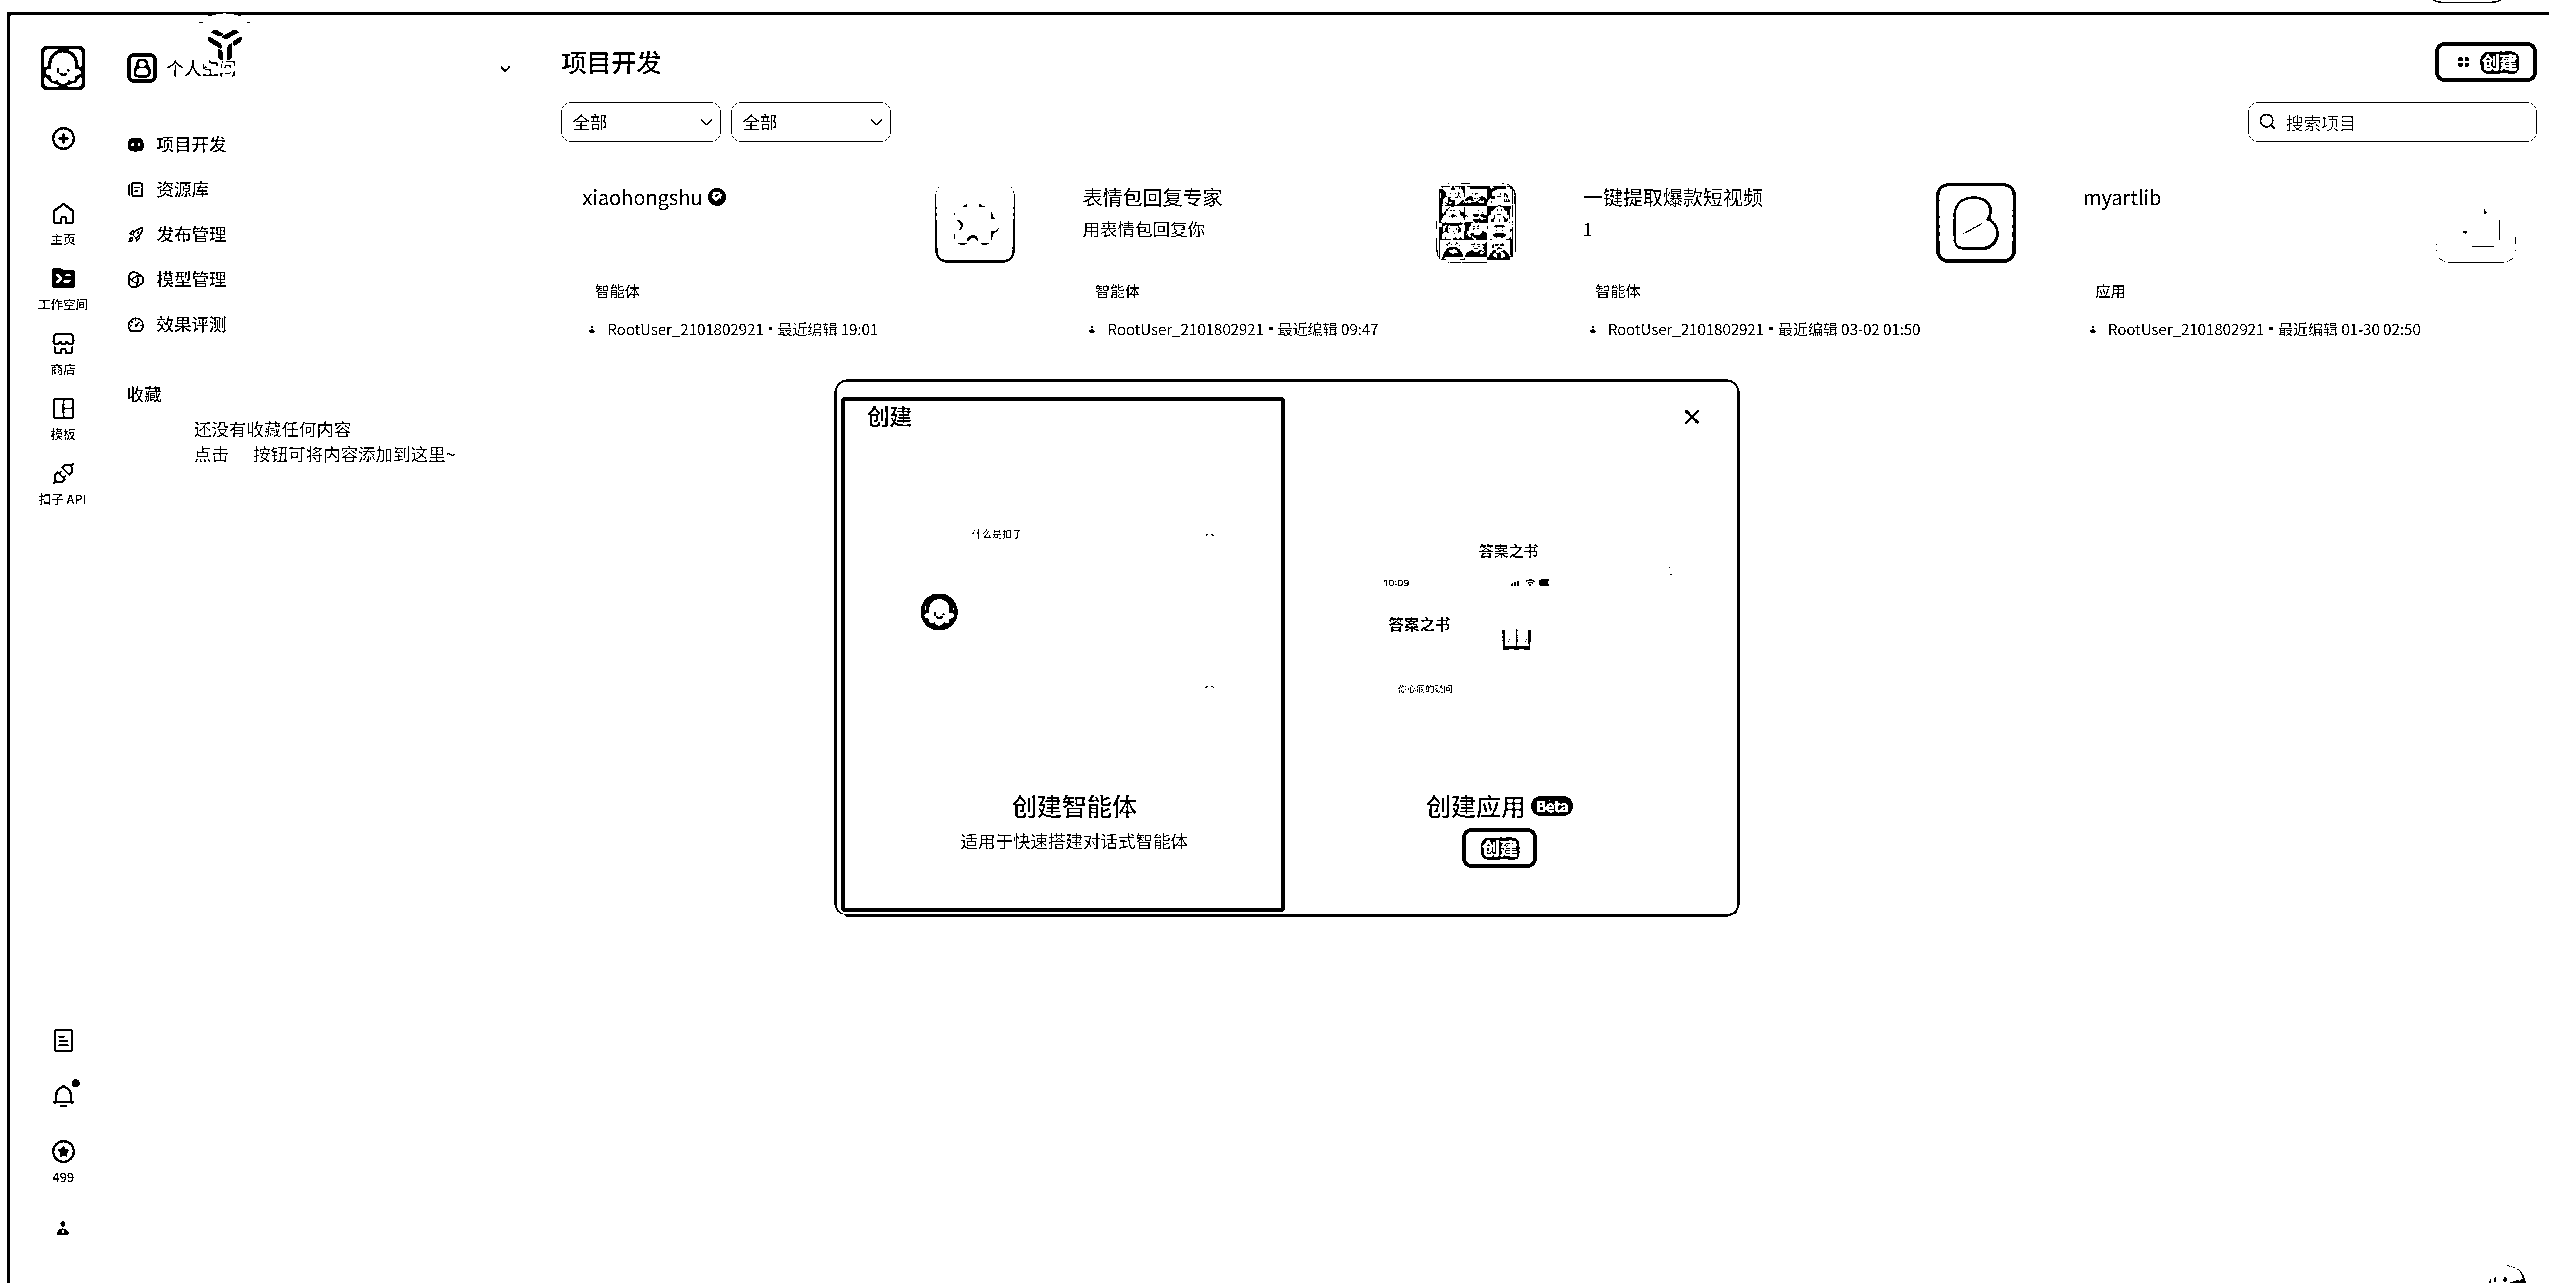 个人空间
项目开发
资源库
发布管理
模型管理
效果评测
收藏
还没有收藏任何内容
点击 按钮可将内容添加到这里~
主页
工作空间
商店
模板
扣子 API
499
项目开发
创建
全部
全部
搜索项目
xiaohongshu
智能体
RootUser_2101802921 • 最近编辑 19:01
表情包回复专家
用表情包回复你
智能体
RootUser_2101802921 • 最近编辑 09:47
一键提取爆款短视频
1
智能体
RootUser_2101802921 • 最近编辑 03-02 01:50
myartlib
应用
RootUser_2101802921 • 最近编辑 01-30 02:50
创建
什么是扣子
创建智能体
适用于快速搭建对话式智能体
答案之书
10:09
答案之书
创建应用 Beta
创建